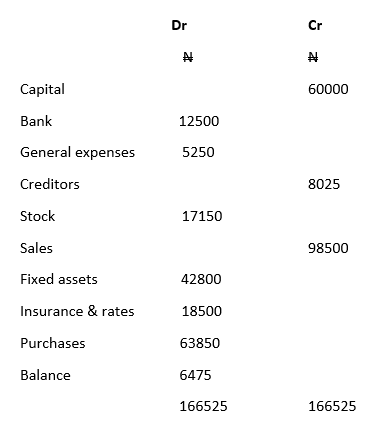 Dr Cr
₦ ₦
Capital 60000
Bank 12500
General expenses 5250
Creditors 8025
Stock 17150
Sales 98500
Fixed assets 42800
Insurance & rates 18500
Purchases 63850
Balance 6475
166525 166525